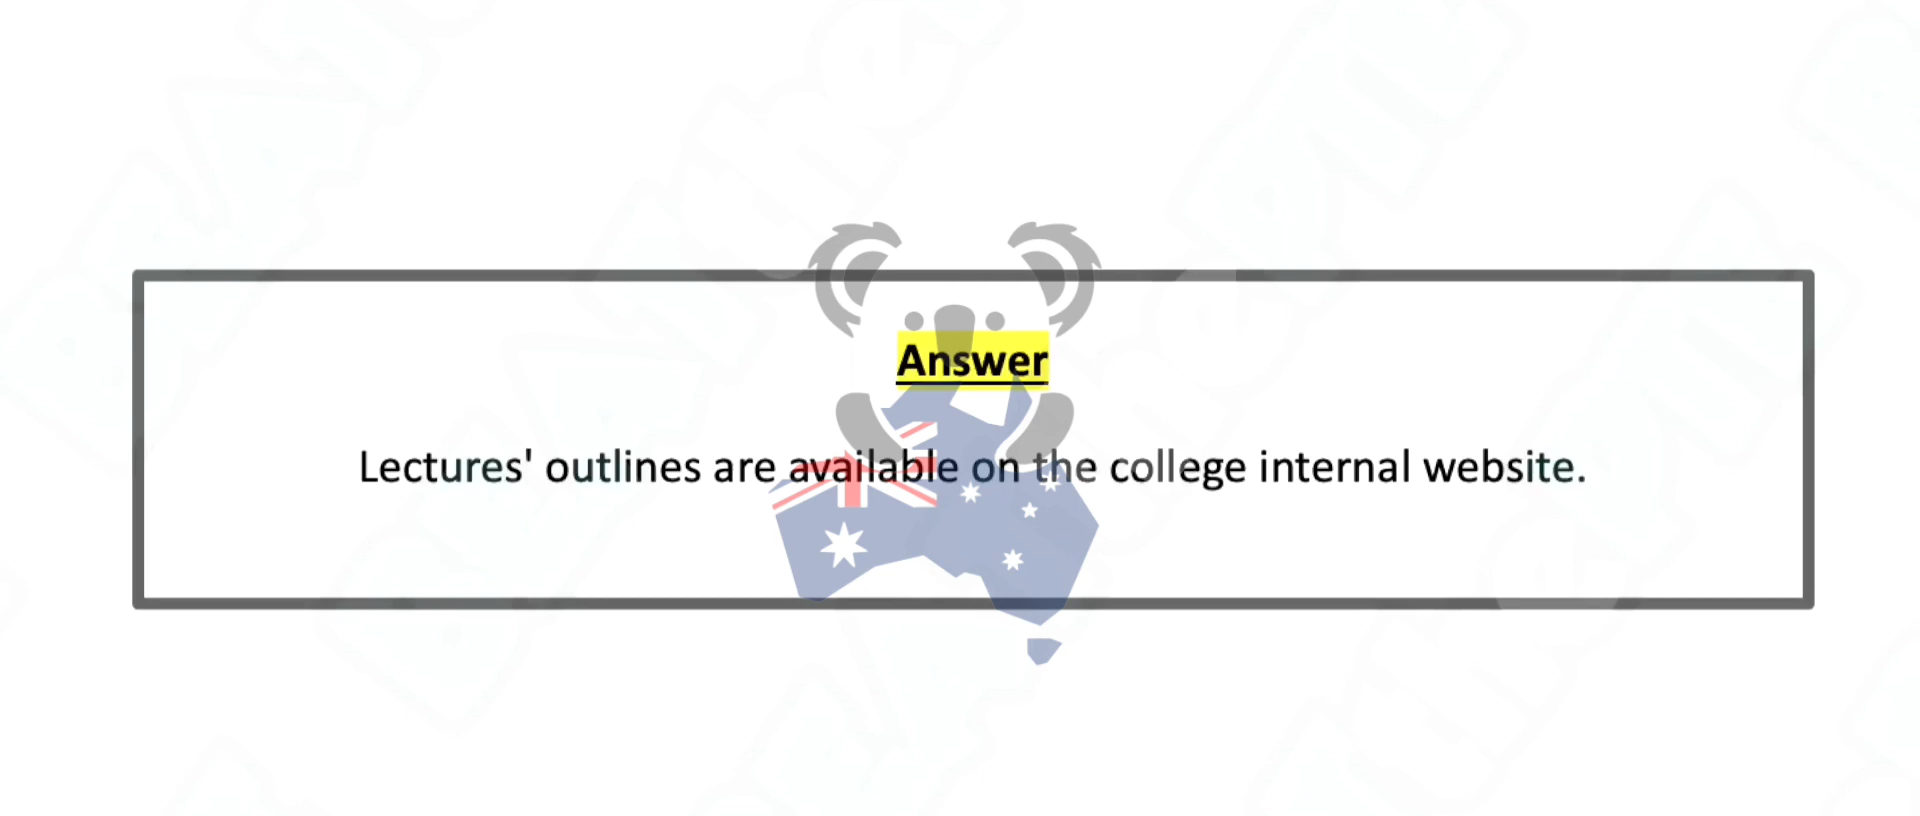 Answer
Lectures' outlines are available on the college internal website.